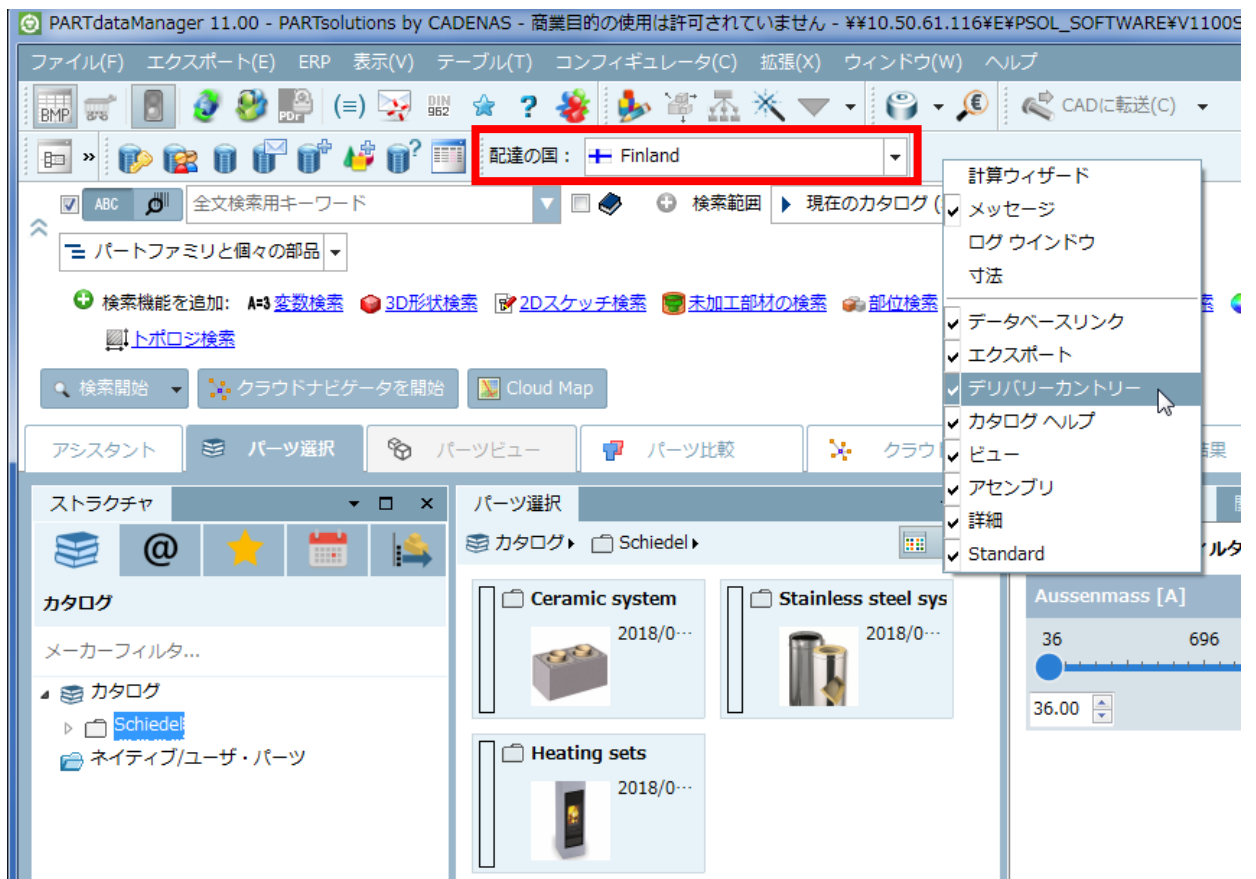 PARTdataManager 11.00 - PARTsolutions by CADENAS - 商業目的の使用は許可されていません - ¥¥10.50.61.116¥E¥PSOL_SOFTWARE¥V1100S
ファイル(F) エクスポート(E) ERP 表示(V) テーブル(T) コンフィギュレータ(C) 拡張(X) ウィンドウ(W) ヘルプ
BMP PDF (=) DIN 962 ? CADに転送(C)
» 配達の国： Finland
計算ウィザード
メッセージ
ログ ウインドウ
寸法
データベースリンク
エクスポート
デリバリーカントリー
カタログ ヘルプ
ビュー
アセンブリ
詳細
Standard
ABC 全文検索用キーワード 検索範囲 現在のカタログ (
パートファミリと個々の部品
検索機能を追加: A=3 変数検索 3D形状検索 2Dスケッチ検索 未加工部材の検索 部位検索
トポロジ検索
検索開始 クラウドナビゲータを開始 Cloud Map
アシスタント パーツ選択 パーツビュー パーツ比較 クラウ 結果
ストラクチャ
@
カタログ
メーカーフィルタ...
カタログ
Schiedel
ネイティブ/ユーザ・パーツ
パーツ選択
カタログ Schiedel
Ceramic system
2018/0…
Stainless steel sys
2018/0…
Heating sets
2018/0…
ィルタ
Aussenmass [A]
36 696
36.00